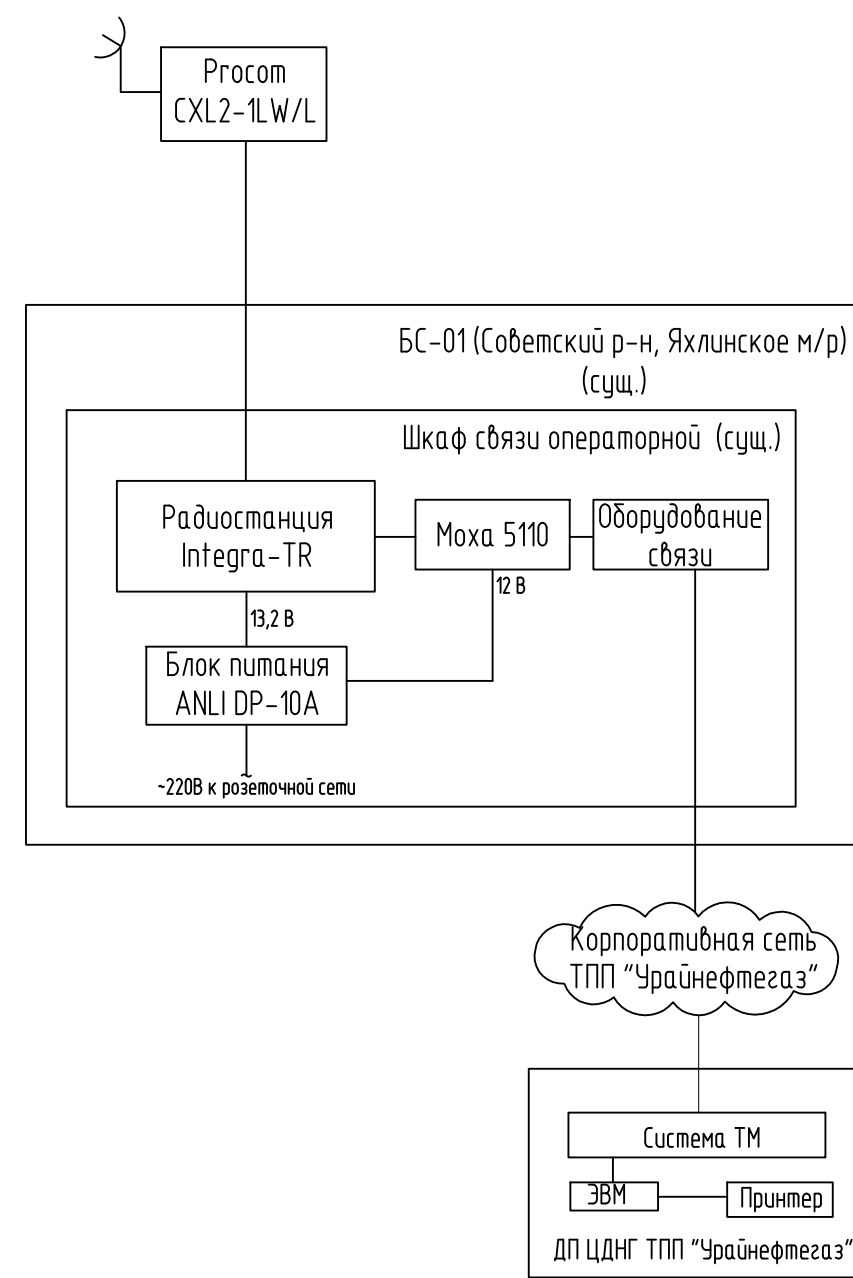 Procom
CXL2-1LW/L
БС-01 (Советский р-н, Яхлинское м/р)
(сущ.)
Шкаф связи операторной (сущ.)
Радиостанция
Integra-TR
Moxa 5110
Оборудование
связи
12 В
13,2 В
Блок питания
ANLI DP-10A
~220В к розеточной сети
Корпоративная сеть
ТПП "Урайнефтегаз"
Система ТМ
ЭВМ
Принтер
ДП ЦДНГ ТПП "Урайнефтегаз"